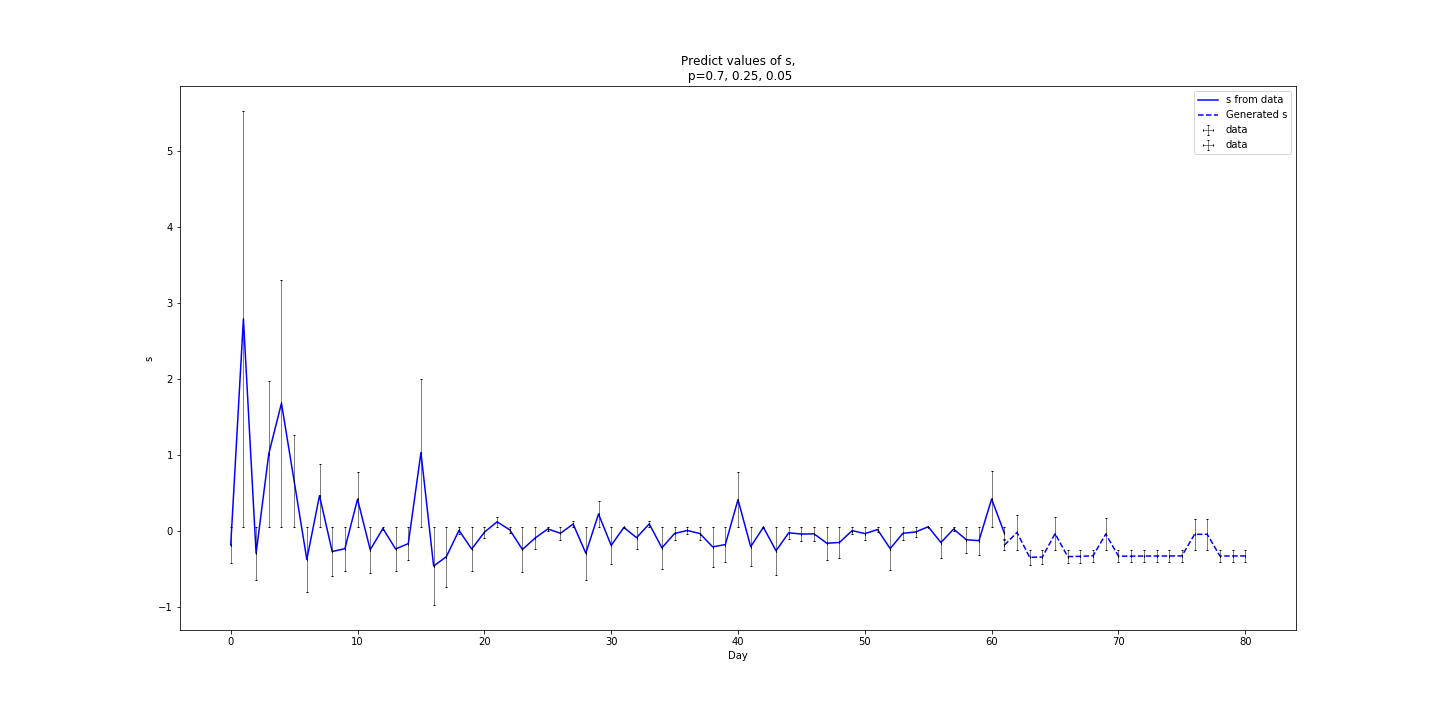 Predict values of s,
p=0.7, 0.25, 0.05
s from data
Generated s
data
data
5
4
3
2
1
0
−1
s
0 10 20 30 40 50 60 70 80
Day